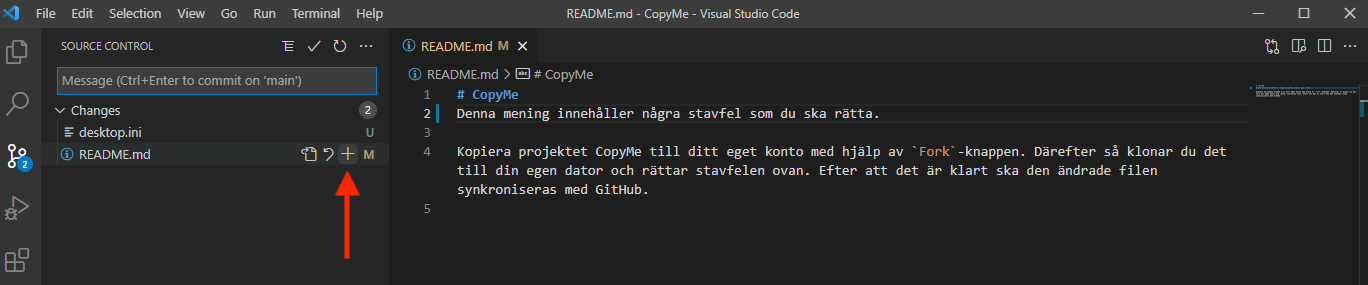 File Edit Selection View Go Run Terminal Help README.md - CopyMe - Visual Studio Code
SOURCE CONTROL
README.md M
Message (Ctrl+Enter to commit on 'main')
README.md > # CopyMe
Changes 2
desktop.ini U
README.md M
2
1 # CopyMe
2 Denna mening innehåller några stavfel som du ska rätta.
3
4 Kopiera projektet CopyMe till ditt eget konto med hjälp av `Fork`-knappen. Därefter så klonar du det
till din egen dator och rättar stavfelen ovan. Efter att det är klart ska den ändrade filen
synkroniseras med GitHub.
5